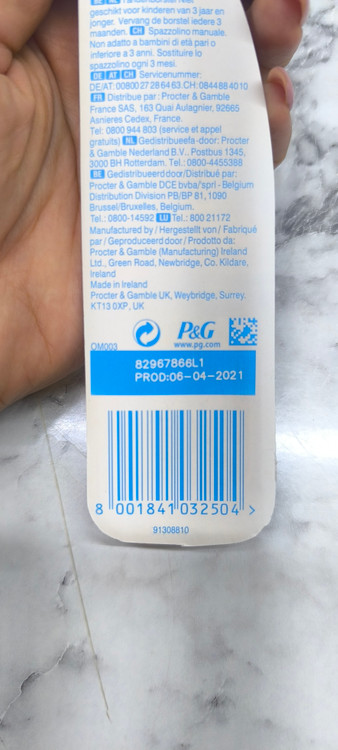 geschikt voor kinderen van 3 jaar en
jonger. Vervang de borstel iedere 3
maanden. CH Spazzolino manuale.
Non adatto a bambini di età pari o
inferiore a 3 anni. Sostituire lo
spazzolino ogni 3 mesi.
DE AT CH Servicenummer:
DE/AT: 00800 27 28 64 63. CH: 0844 88 40 10
FR Distribue par: Procter & Gamble
France SAS, 163 Quai Aulagnier, 92665
Asnieres Cedex, France.
Tel: 0800 944 803 (service et appel
gratuits) NL Gedistribueefa-door: Procter
& Gamble Nederland B.V., Postbus 1345,
3000 BH Rotterdam. Tel.: 0800-4455388
BE Gedistribueerd door/Distribué par:
Procter & Gamble DCE bvba/sprl - Belgium
Distribution Division PB/BP 81, 1090
Brussel/Bruxelles, Belgium.
Tel.: 0800-14592 LU Tel.: 800 21172
Manufactured by / Hergestellt von / Fabriqué
par / Geproduceerd door / Prodotto da:
Procter & Gamble (Manufacturing) Ireland
Ltd., Green Road, Newbridge, Co. Kildare,
Ireland
Made in Ireland
Procter & Gamble UK, Weybridge, Surrey.
KT13 0XP, UK
OM003
P&G
www.pg.com
82967866L1
PROD:06-04-2021
8 001841 032504 >
91308810